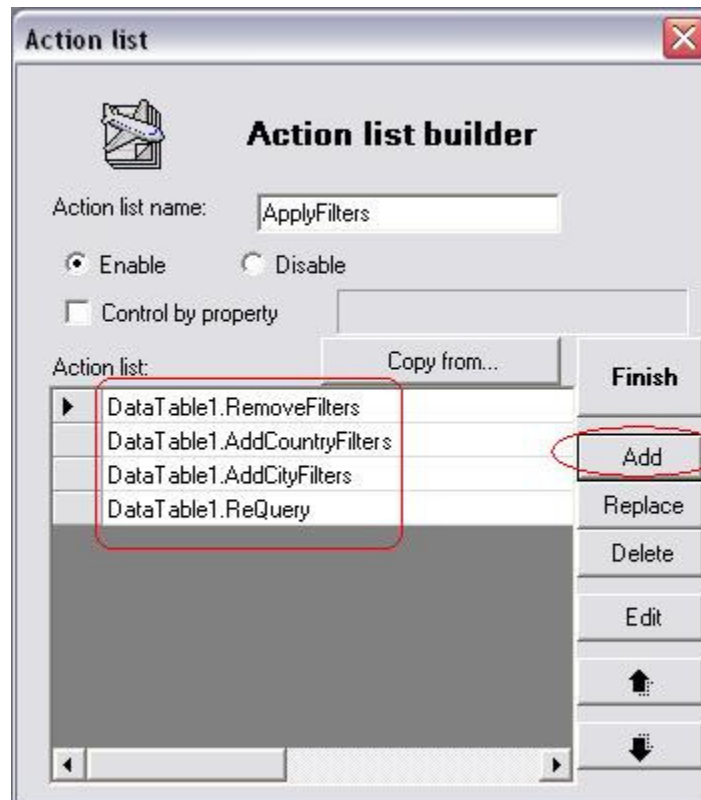 Action list
Action list builder
Action list name: ApplyFilters
Enable Disable
Control by property
Action list: Copy from... Finish
DataTable1.RemoveFilters
DataTable1.AddCountryFilters
Add
DataTable1.AddCityFilters
DataTable1.ReQuery
Replace
Delete
Edit